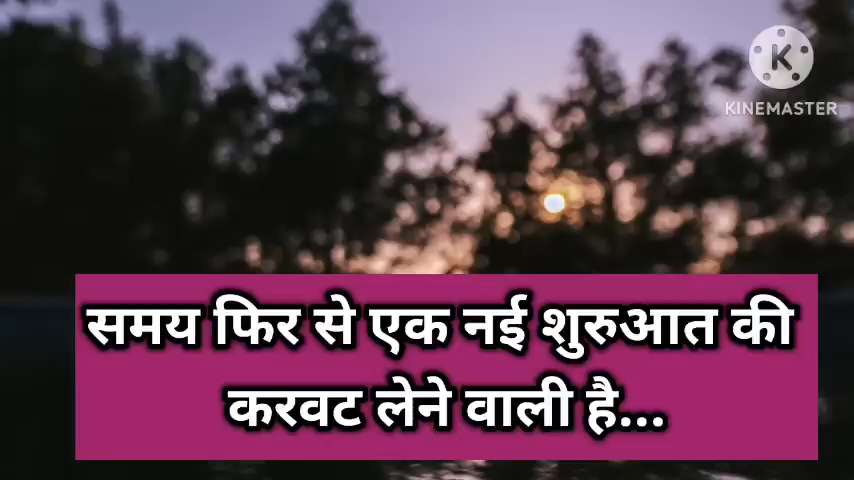 KINEMASTER
समय फिर से एक नई शुरुआत की
करवट लेने वाली है...